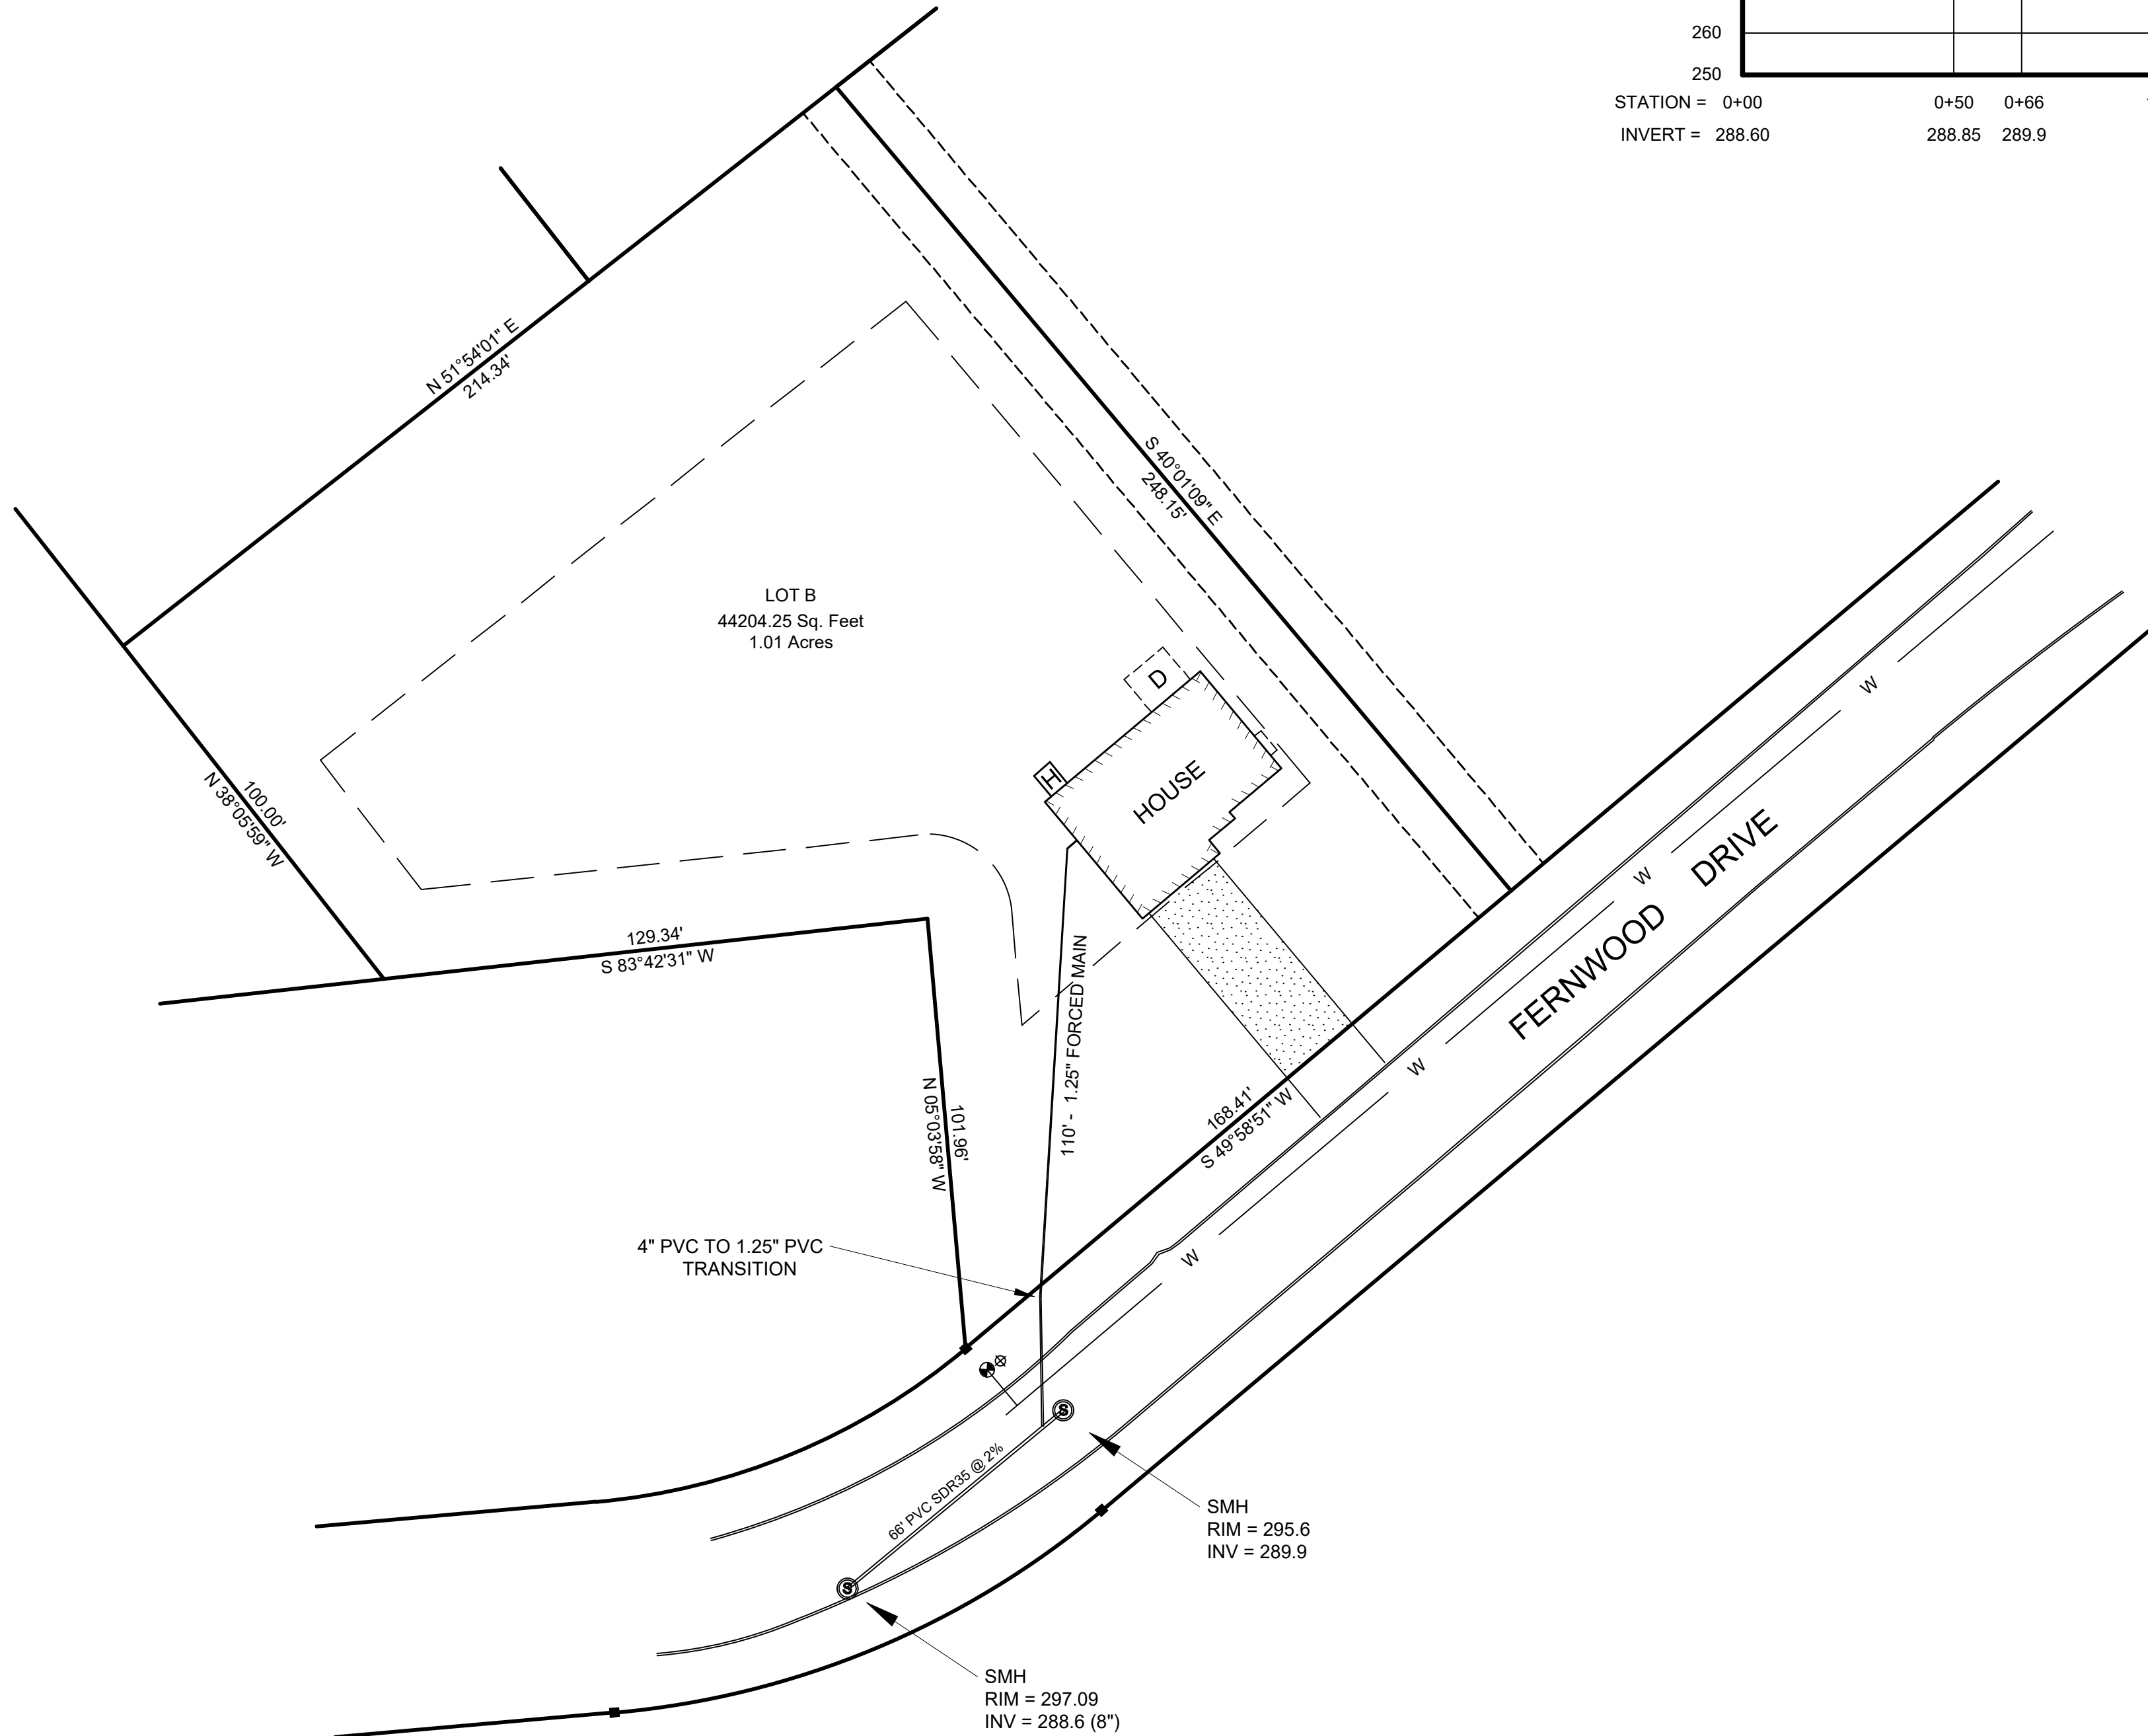 260
250
STATION = 0+00 0+50 0+66
INVERT = 288.60 288.85 289.9
N 51°54'01" E
214.34'
S 40°01'09" E
248.15'
LOT B
44204.25 Sq. Feet
1.01 Acres
D
H
HOUSE
100.00'
N 38°05'59" W
129.34'
S 83°42'31" W
W
W
W
W
FERNWOOD DRIVE
110' - 1.25" FORCED MAIN
101.96'
N 05°03'58" W
168.41'
S 49°58'51" W
4" PVC TO 1.25" PVC
TRANSITION
S
66' PVC SDR35 @ 2%
S
SMH
RIM = 295.6
INV = 289.9
SMH
RIM = 297.09
INV = 288.6 (8")